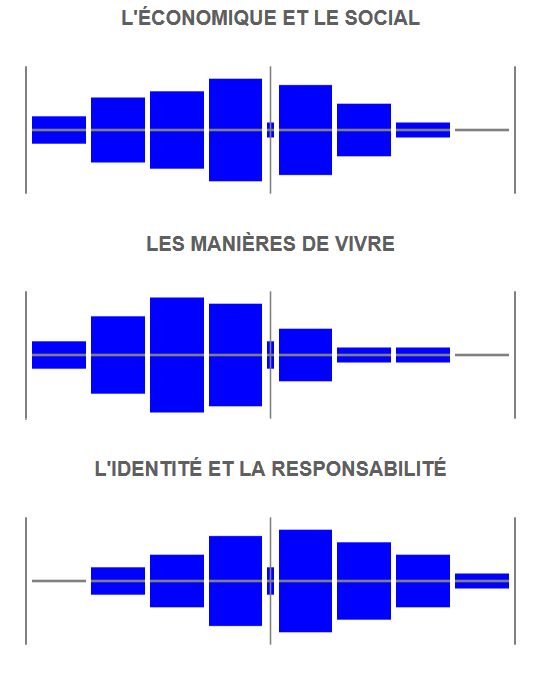 L'ÉCONOMIQUE ET LE SOCIAL
LES MANIÈRES DE VIVRE
L'IDENTITÉ ET LA RESPONSABILITÉ